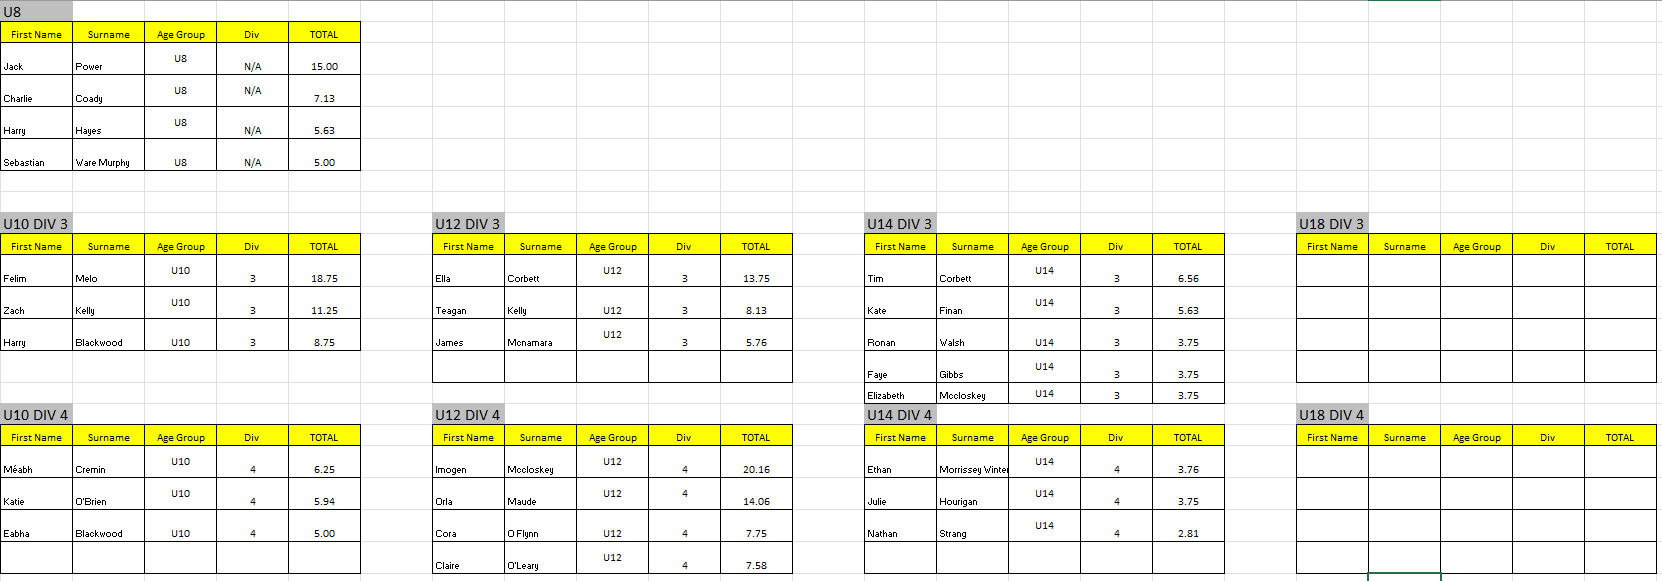 U8
First Name Surname Age Group Div TOTAL
Jack Power U8 N/A 15.00
Charlie Coady U8 N/A 7.13
Harry Hayes U8 N/A 5.63
Sebastian Ware Murphy U8 N/A 5.00
U10 DIV 3
First Name Surname Age Group Div TOTAL
Felim Melo U10 3 18.75
Zach Kelly U10 3 11.25
Harry Blackwood U10 3 8.75
U12 DIV 3
First Name Surname Age Group Div TOTAL
Ella Corbett U12 3 13.75
Teagan Kelly U12 3 8.13
James Mcnamara U12 3 5.76
U14 DIV 3
First Name Surname Age Group Div TOTAL
Tim Corbett U14 3 6.56
Kate Finan U14 3 5.63
Ronan Walsh U14 3 3.75
Faye Gibbs U14 3 3.75
Elizabeth Mccloskey U14 3 3.75
U18 DIV 3
First Name Surname Age Group Div TOTAL
U10 DIV 4
First Name Surname Age Group Div TOTAL
Méabh Cremin U10 4 6.25
Katie O'Brien U10 4 5.94
Eabha Blackwood U10 4 5.00
U12 DIV 4
First Name Surname Age Group Div TOTAL
Imogen Mccloskey U12 4 20.16
Orla Maude U12 4 14.06
Cora O Flynn U12 4 7.75
Claire O'Leary U12 4 7.58
U14 DIV 4
First Name Surname Age Group Div TOTAL
Ethan Morrissey Winter U14 4 3.76
Julie Hourigan U14 4 3.75
Nathan Strang U14 4 2.81
U18 DIV 4
First Name Surname Age Group Div TOTAL